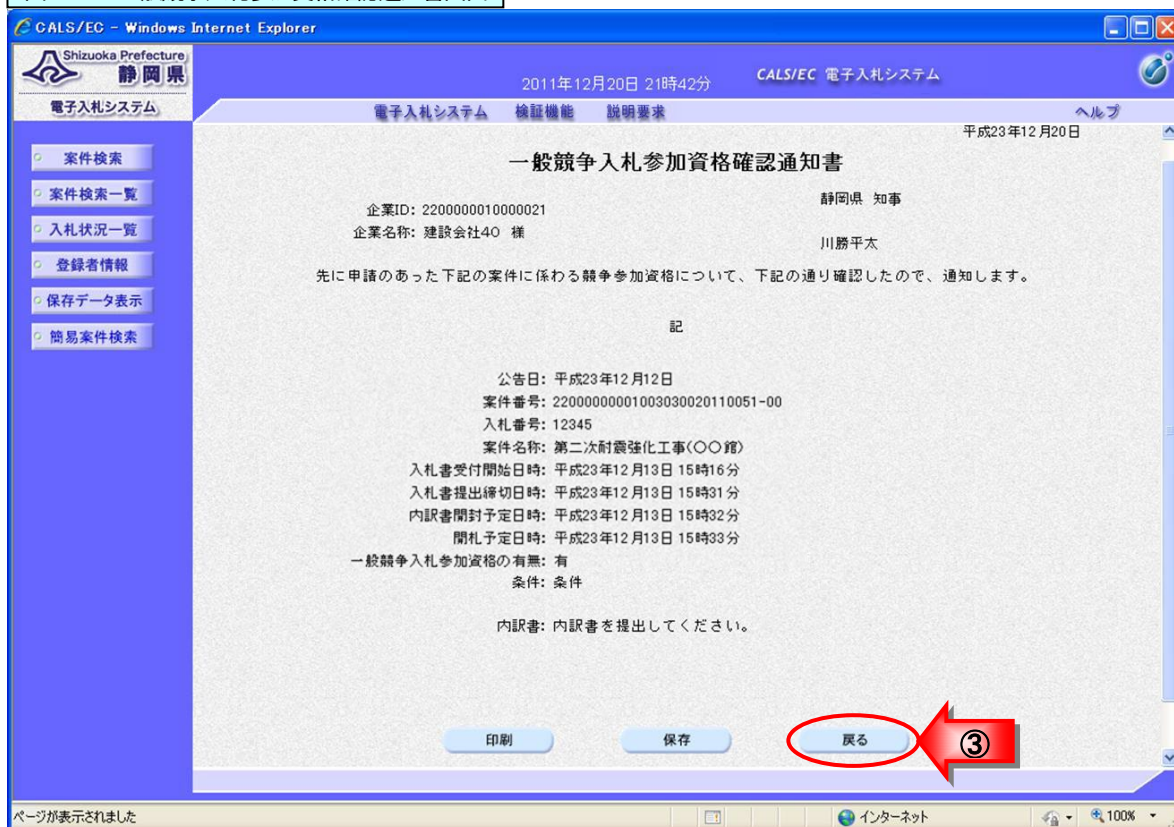 CALS/EC - Windows Internet Explorer
Shizuoka Prefecture
静岡県
電子入札システム
2011年12月20日 21時42分
CALS/EC 電子入札システム
電子入札システム 検証機能 説明要求 ヘルプ
案件検索
案件検索一覧
入札状況一覧
登録者情報
保存データ表示
簡易案件検索
平成23年12月20日
一般競争入札参加資格確認通知書
静岡県 知事
企業ID: 2200000010000021
企業名称: 建設会社40 様
川勝平太
先に申請のあった下記の案件に係わる競争参加資格について、下記の通り確認したので、通知します。
記
公告日: 平成23年12月12日
案件番号: 2200000000100303002011​0051-00
入札番号: 12345
案件名称: 第二次耐震強化工事(〇〇館)
入札書受付開始日時: 平成23年12月13日 15時16分
入札書提出締切日時: 平成23年12月13日 15時31分
内訳書開封予定日時: 平成23年12月13日 15時32分
開札予定日時: 平成23年12月13日 15時33分
一般競争入札参加資格の有無: 有
条件: 条件
内訳書: 内訳書を提出してください。
印刷 保存 戻る ③
ページが表示されました インターネット 100%